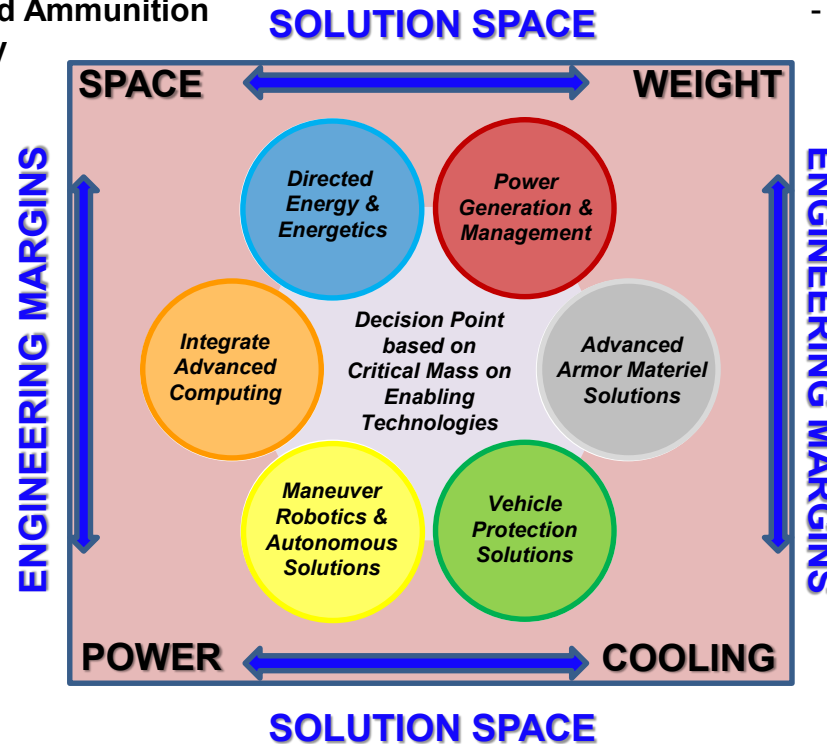 d Ammunition
SOLUTION SPACE
-
y
SPACE
WEIGHT
ENGINEERING MARGINS
ENGINEERING MARGINS
Directed
Energy &
Energetics
Power
Generation &
Management
Integrate
Advanced
Computing
Decision Point
based on
Critical Mass on
Enabling
Technologies
Advanced
Armor Materiel
Solutions
Maneuver
Robotics &
Autonomous
Solutions
Vehicle
Protection
Solutions
POWER
COOLING
SOLUTION SPACE